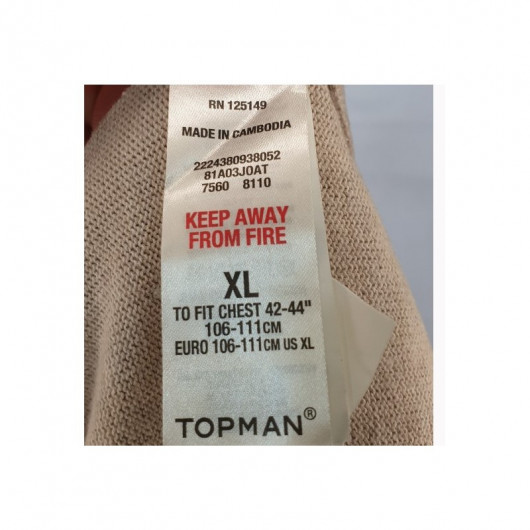 RN 125149
MADE IN CAMBODIA
2224380938052
81A03J0AT
7560 8110
KEEP AWAY
FROM FIRE
XL
TO FIT CHEST 42-44"
106-111CM
EURO 106-111CM US XL
TOPMAN®